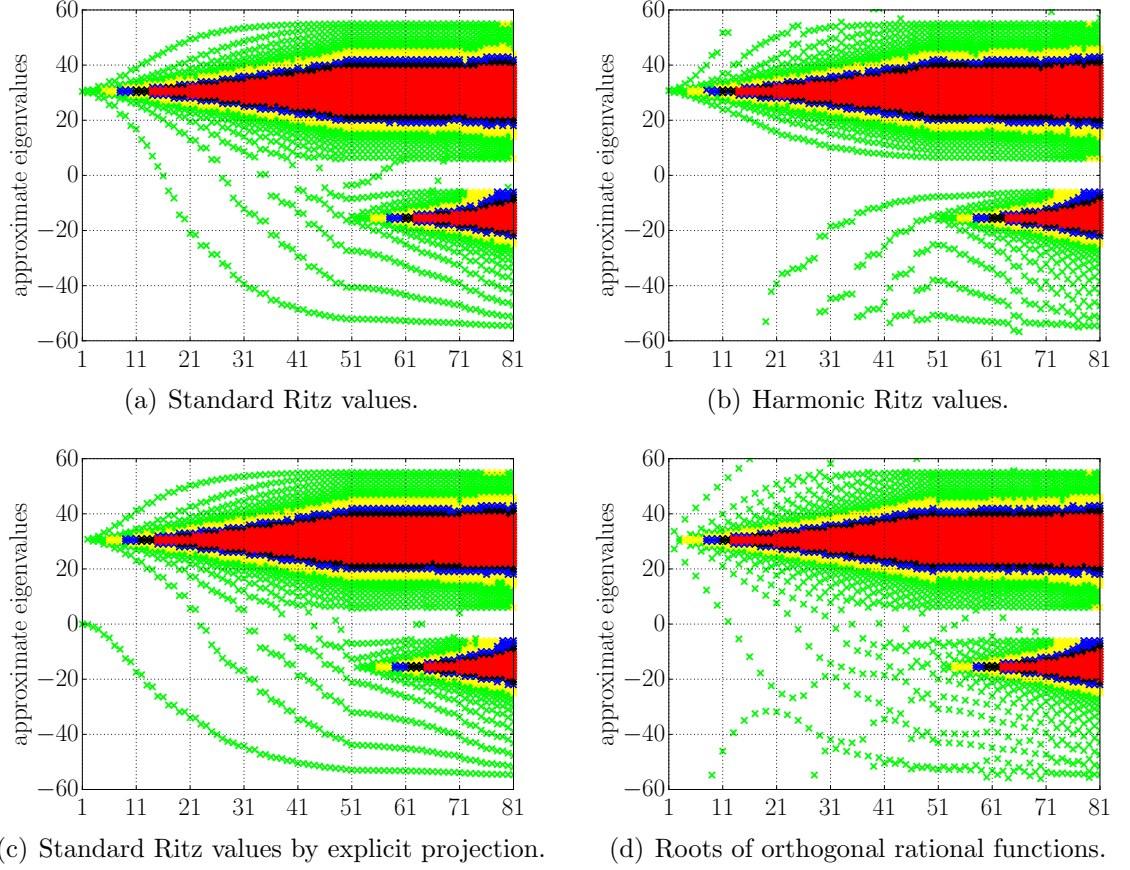 60
40
20
0
−20
−40
−60
approximate eigenvalues
1 11 21 31 41 51 61 71 81
(a) Standard Ritz values.
60
40
20
0
−20
−40
−60
approximate eigenvalues
1 11 21 31 41 51 61 71 81
(b) Harmonic Ritz values.
60
40
20
0
−20
−40
−60
approximate eigenvalues
1 11 21 31 41 51 61 71 81
(c) Standard Ritz values by explicit projection.
60
40
20
0
−20
−40
−60
approximate eigenvalues
1 11 21 31 41 51 61 71 81
(d) Roots of orthogonal rational functions.